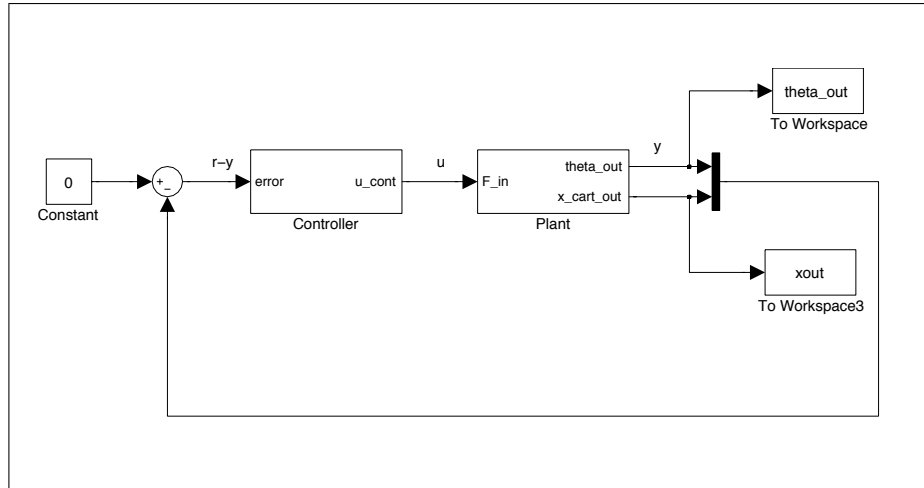 theta_out
To Workspace
r–y
u
y
0
Constant
+
−
error
u_cont
Controller
F_in
theta_out
x_cart_out
Plant
xout
To Workspace3